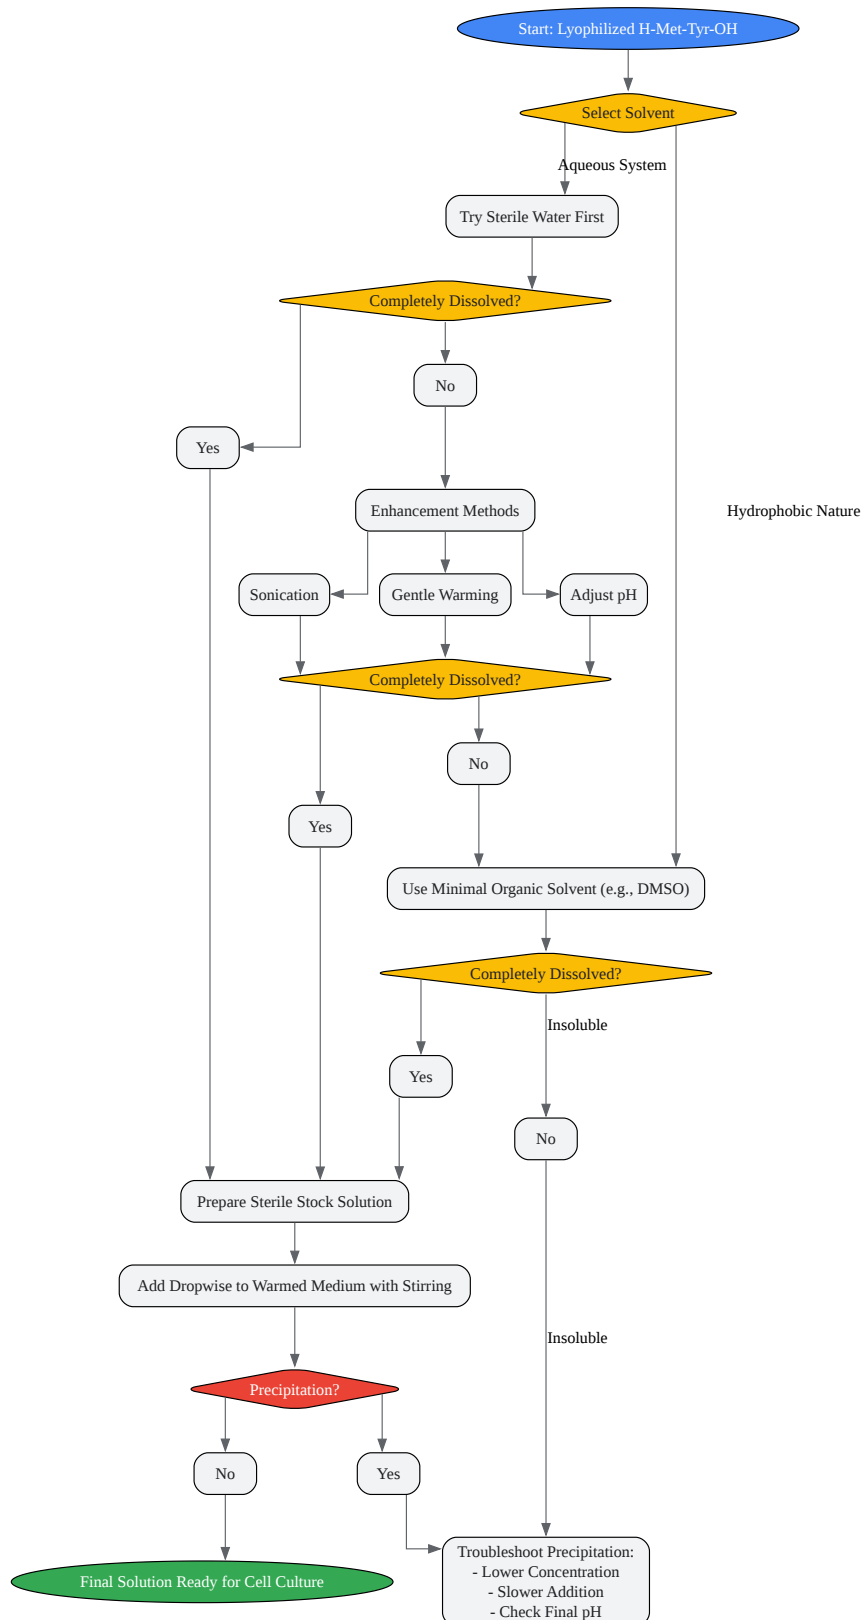 Start: Lyophilized H-Met-Tyr-OH
Select Solvent
Aqueous System
Try Sterile Water First
Completely Dissolved?
No
Yes
Enhancement Methods
Hydrophobic Nature
Sonication
Gentle Warming
Adjust pH
Completely Dissolved?
No
Yes
Use Minimal Organic Solvent (e.g., DMSO)
Completely Dissolved?
Insoluble
Yes
No
Prepare Sterile Stock Solution
Add Dropwise to Warmed Medium with Stirring
Insoluble
Precipitation?
No
Yes
Final Solution Ready for Cell Culture
Troubleshoot Precipitation:
- Lower Concentration
- Slower Addition
- Check Final pH